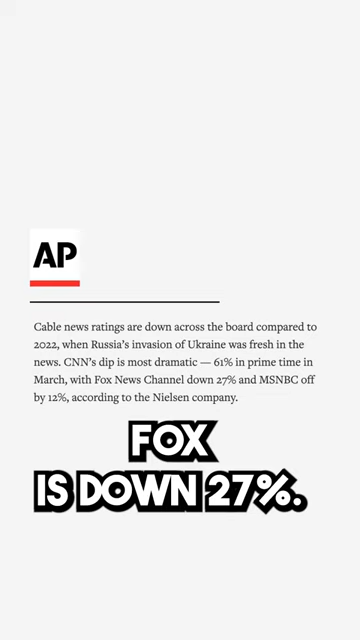 AP
Cable news ratings are down across the board compared to
2022, when Russia's invasion of Ukraine was fresh in the
news. CNN's dip is most dramatic — 61% in prime time in
March, with Fox News Channel down 27% and MSNBC off
by 12%, according to the Nielsen company.
FOX
IS DOWN 27%.